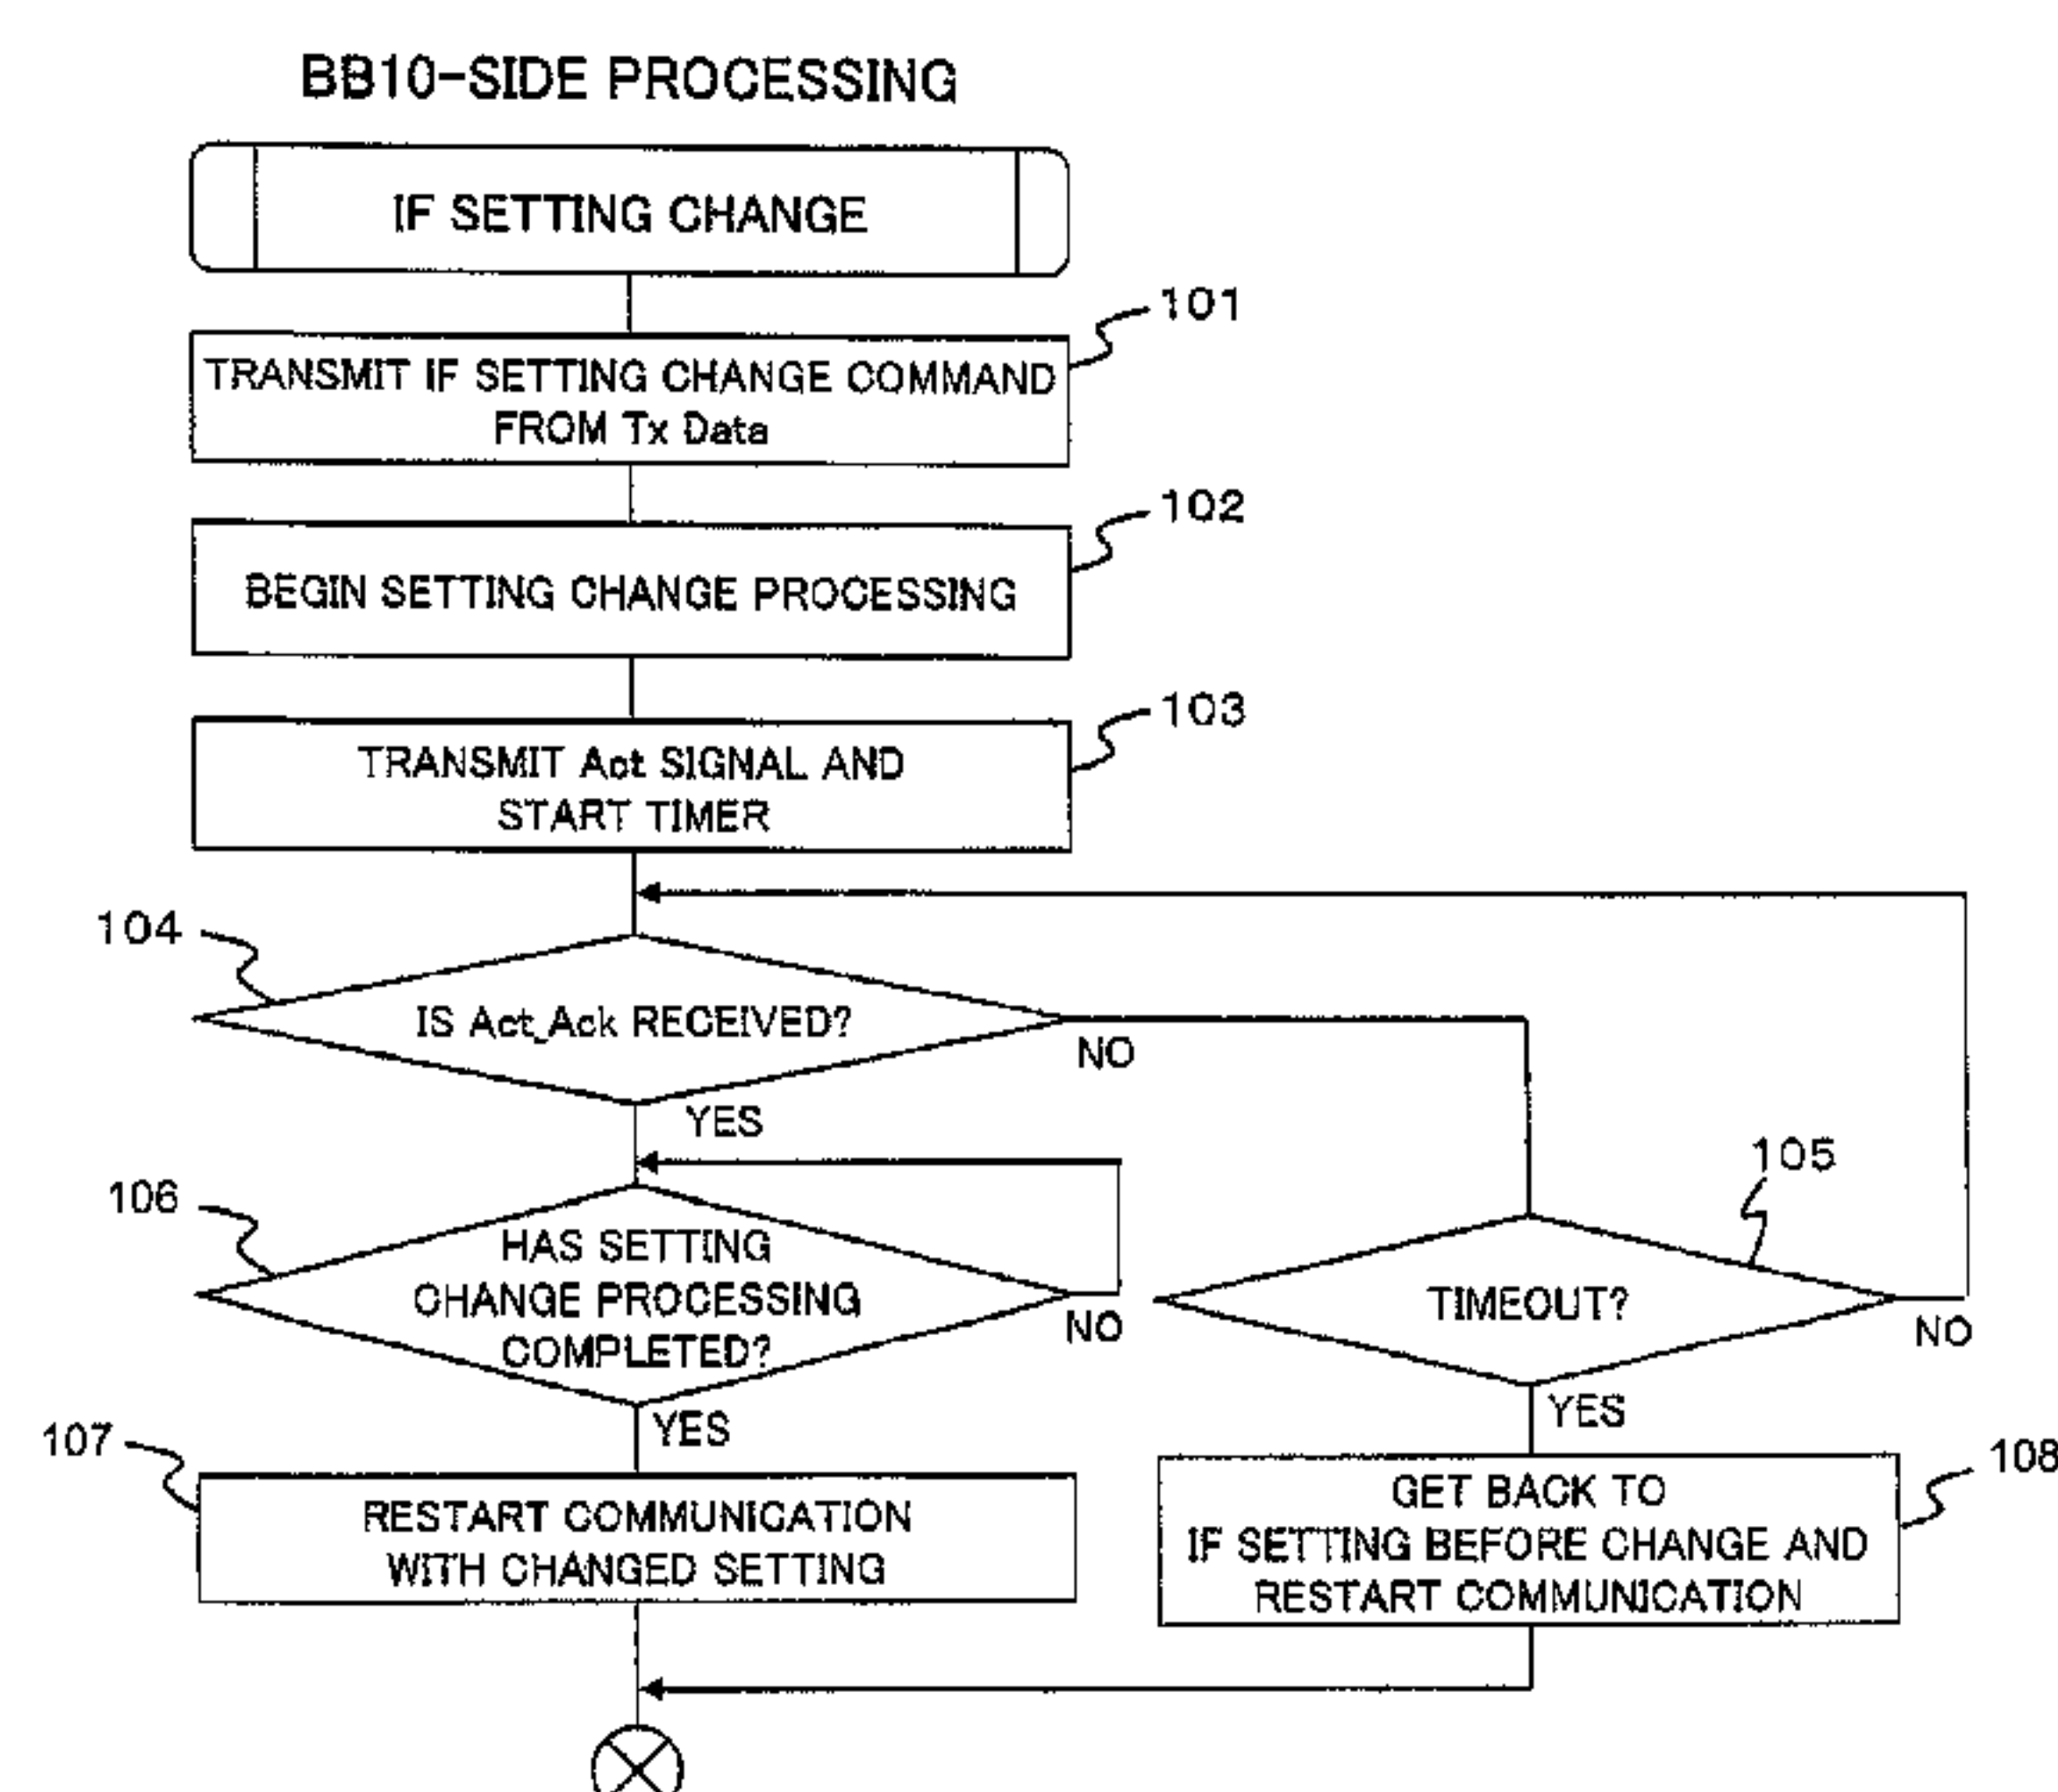 BB10-SIDE PROCESSING
IF SETTING CHANGE
101
TRANSMIT IF SETTING CHANGE COMMAND
FROM Tx Data
102
BEGIN SETTING CHANGE PROCESSING
103
TRANSMIT Act SIGNAL AND
START TIMER
104
IS Act_Ack RECEIVED?
NO
YES
105
106
HAS SETTING
CHANGE PROCESSING
COMPLETED?
NO
TIMEOUT?
NO
YES
YES
107
RESTART COMMUNICATION
WITH CHANGED SETTING
108
GET BACK TO
IF SETTING BEFORE CHANGE AND
RESTART COMMUNICATION